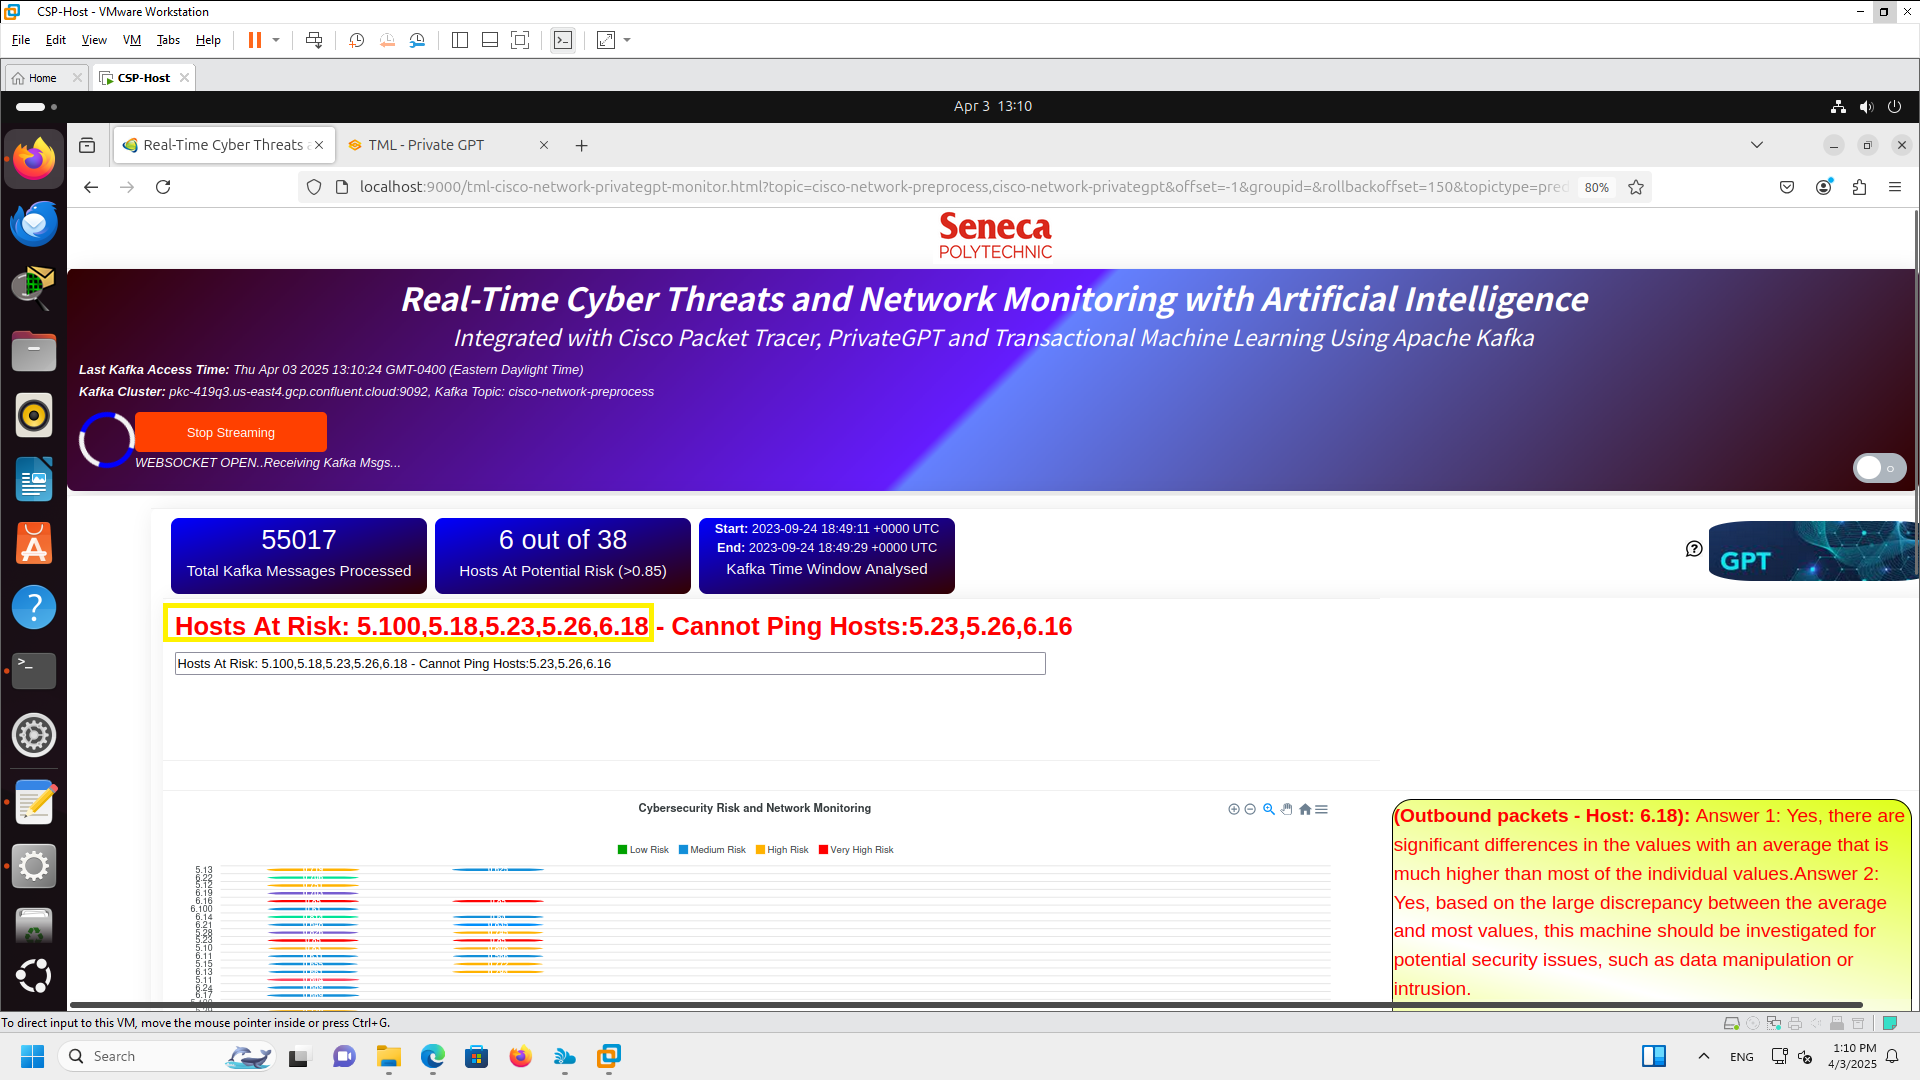 CSP-Host - VMware Workstation
File Edit View VM Tabs Help
Home CSP-Host
Apr 3 13:10
Real-Time Cyber Threats a TML - Private GPT
localhost:9000/tml-cisco-network-privategpt-monitor.html?topic=cisco-network-preprocess,cisco-network-privategpt&offset=-1&groupid=&rollbackoffset=150&topictype=pred 80%
Seneca
POLYTECHNIC
Real-Time Cyber Threats and Network Monitoring with Artificial Intelligence
Integrated with Cisco Packet Tracer, PrivateGPT and Transactional Machine Learning Using Apache Kafka
Last Kafka Access Time: Thu Apr 03 2025 13:10:24 GMT-0400 (Eastern Daylight Time)
Kafka Cluster: pkc-419q3.us-east4.gcp.confluent.cloud:9092, Kafka Topic: cisco-network-preprocess
Stop Streaming
WEBSOCKET OPEN..Receiving Kafka Msgs...
55017
Total Kafka Messages Processed
6 out of 38
Hosts At Potential Risk (>0.85)
Start: 2023-09-24 18:49:11 +0000 UTC
End: 2023-09-24 18:49:29 +0000 UTC
Kafka Time Window Analysed
GPT
Hosts At Risk: 5.100,5.18,5.23,5.26,6.18 - Cannot Ping Hosts:5.23,5.26,6.16
Hosts At Risk: 5.100,5.18,5.23,5.26,6.18 - Cannot Ping Hosts:5.23,5.26,6.16
Cybersecurity Risk and Network Monitoring
Low Risk Medium Risk High Risk Very High Risk
5.13
6.22
5.12
6.19
6.16
6.100
6.14
6.21
5.28
5.23
5.10
6.11
5.15
6.13
5.11
6.24
6.17
(Outbound packets - Host: 6.18): Answer 1: Yes, there are
significant differences in the values with an average that is
much higher than most of the individual values.Answer 2:
Yes, based on the large discrepancy between the average
and most values, this machine should be investigated for
potential security issues, such as data manipulation or
intrusion.
To direct input to this VM, move the mouse pointer inside or press Ctrl+G.
Search
ENG
1:10 PM
4/3/2025